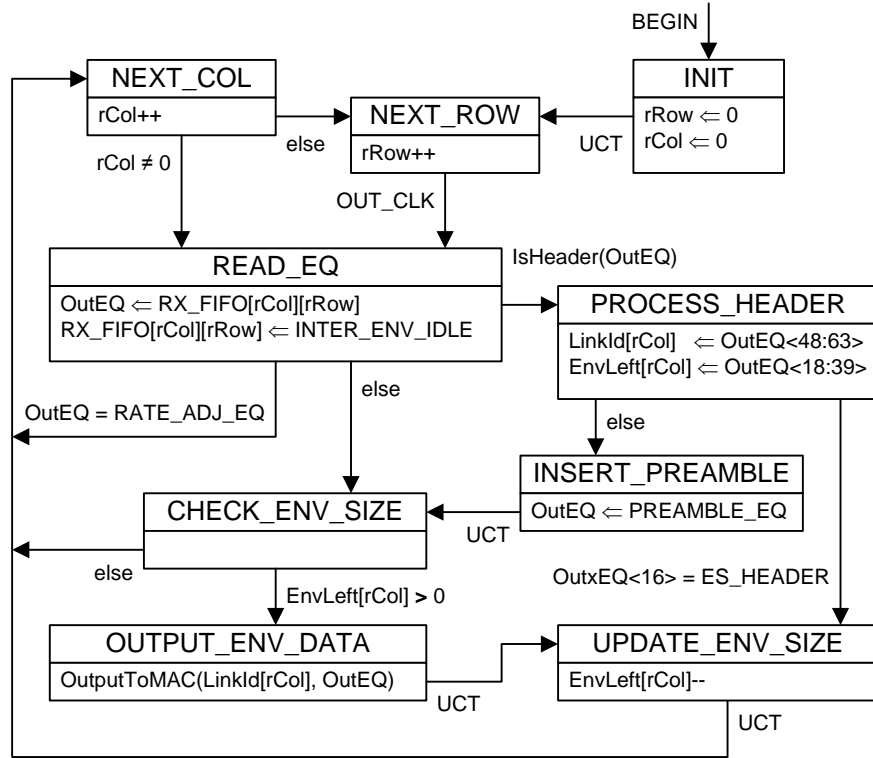 BEGIN
NEXT_COL
rCol++
INIT
rRow ⇐ 0
rCol ⇐ 0
NEXT_ROW
rRow++
else
UCT
rCol ≠ 0
OUT_CLK
READ_EQ
OutEQ ⇐ RX_FIFO[rCol][rRow]
RX_FIFO[rCol][rRow] ⇐ INTER_ENV_IDLE
IsHeader(OutEQ)
PROCESS_HEADER
LinkId[rCol] ⇐ OutEQ<48:63>
EnvLeft[rCol] ⇐ OutEQ<18:39>
OutEQ = RATE_ADJ_EQ
else
else
INSERT_PREAMBLE
OutEQ ⇐ PREAMBLE_EQ
CHECK_ENV_SIZE
UCT
else
EnvLeft[rCol] > 0
OutxEQ<16> = ES_HEADER
OUTPUT_ENV_DATA
OutputToMAC(LinkId[rCol], OutEQ)
UCT
UPDATE_ENV_SIZE
EnvLeft[rCol]--
UCT